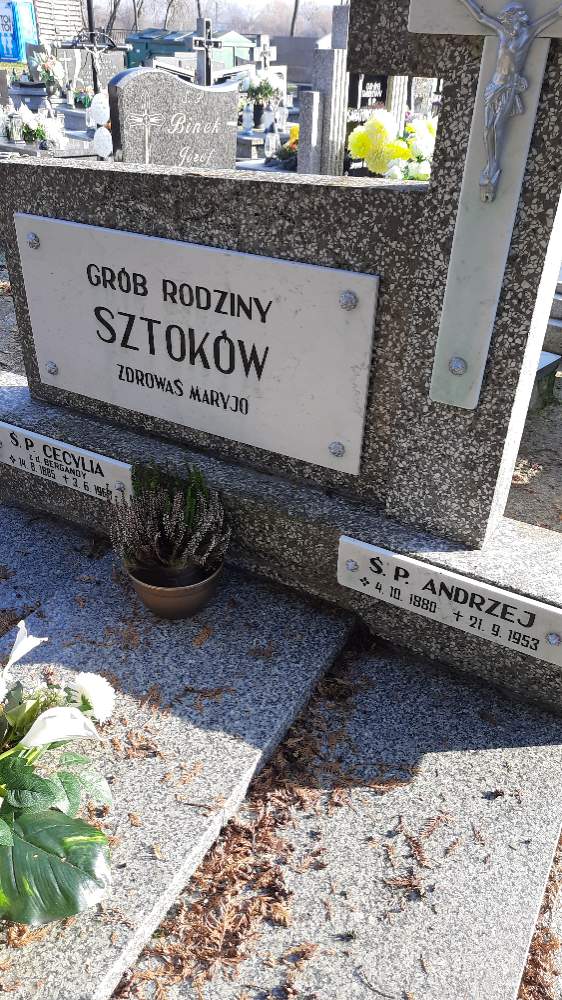 Binek
Józef
GRÓB RODZINY
SZTOKÓW
ZDROWAŚ MARYJO
Ś. P. CECYLIA
z d. BERGANDY
14. 8. 1885 + 3. 6.
Ś. P. ANDRZEJ
4. 10. 1880 + 21. 9. 1953